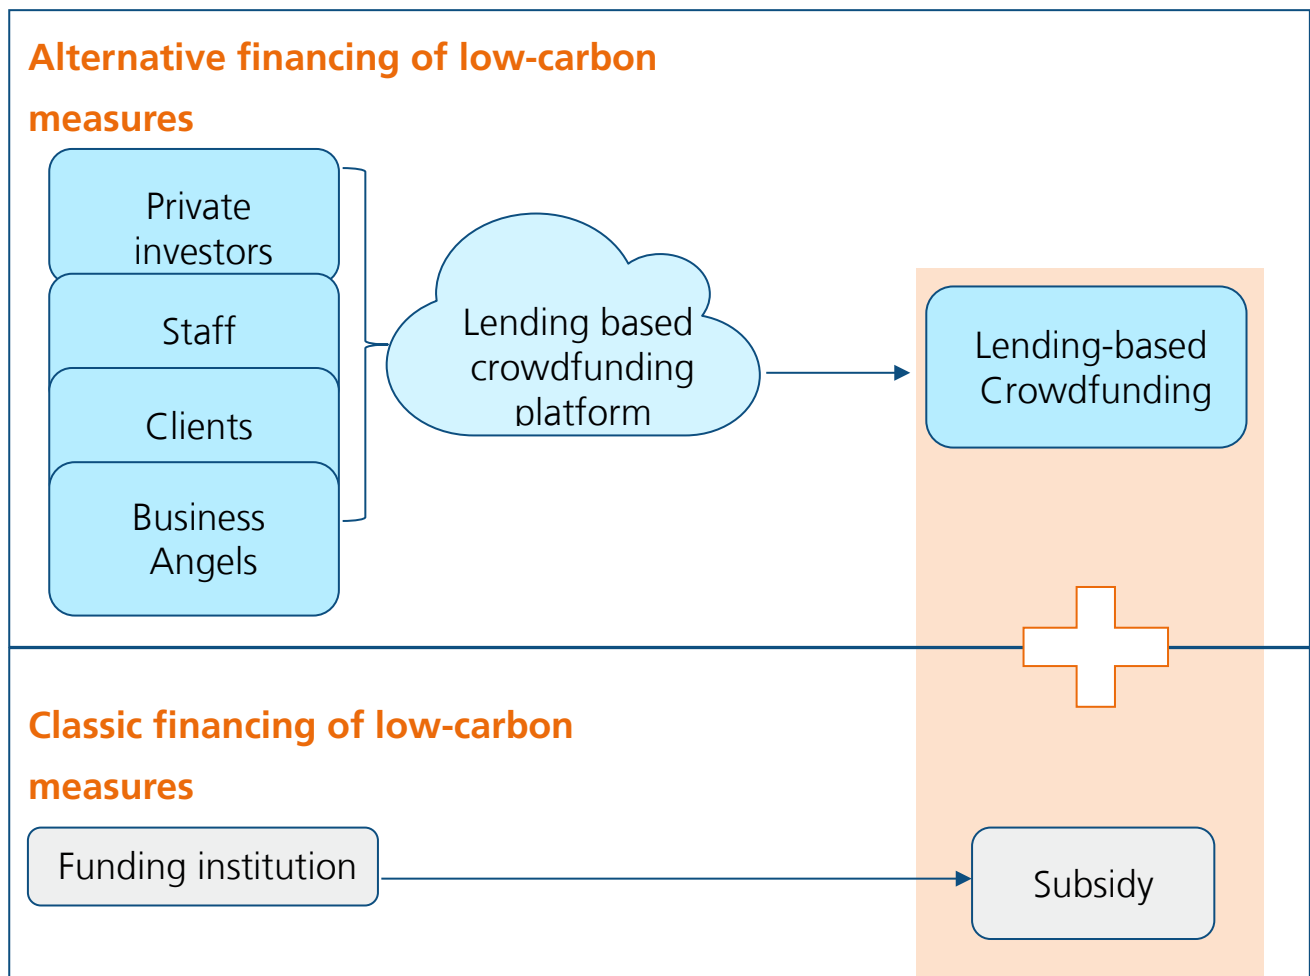 Alternative financing of low-carbon
measures
Private
investors
Staff
Clients
Business
Angels
Lending based
crowdfunding
platform
Lending-based
Crowdfunding
Classic financing of low-carbon
measures
Funding institution
Subsidy